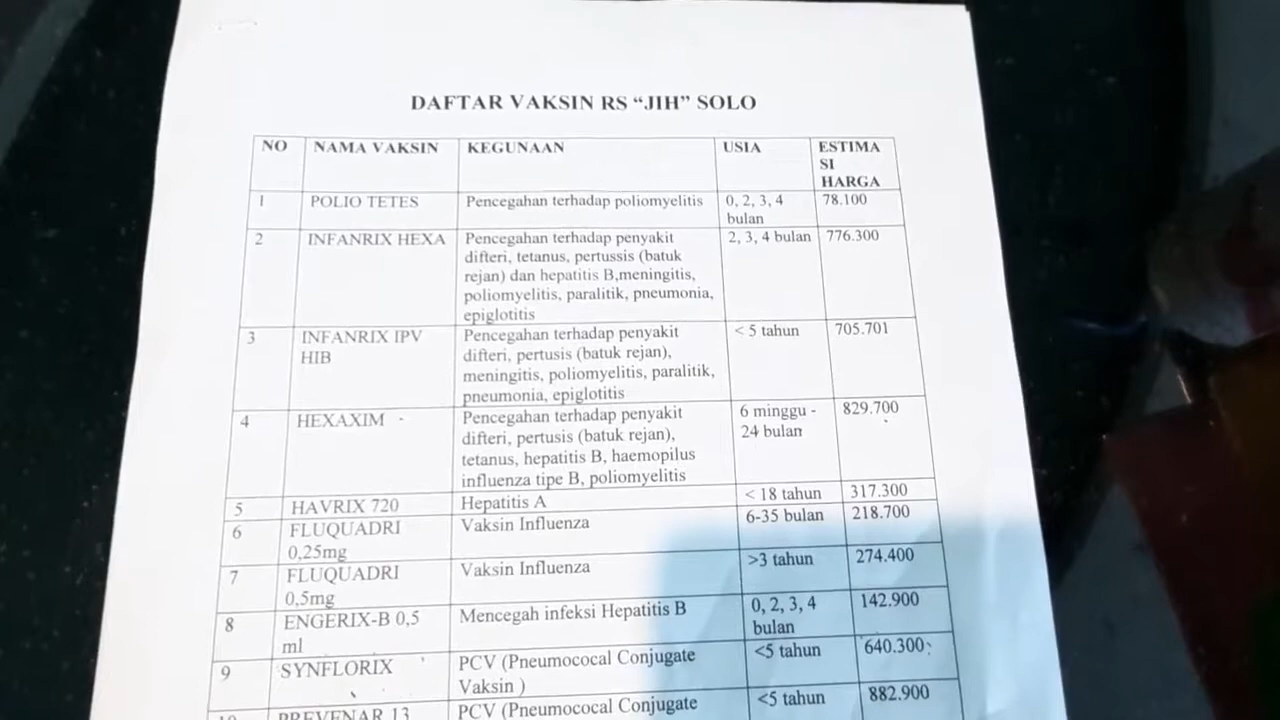 DAFTAR VAKSIN RS “JIH” SOLO
NO NAMA VAKSIN KEGUNAAN USIA ESTIMA
SI
HARGA
1 POLIO TETES Pencegahan terhadap poliomyelitis 0, 2, 3, 4 78.100
bulan
2 INFANRIX HEXA Pencegahan terhadap penyakit 2, 3, 4 bulan 776.300
difteri, tetanus, pertussis (batuk
rejan) dan hepatitis B,meningitis,
poliomyelitis, paralitik, pneumonia,
epiglotitis
3 INFANRIX IPV Pencegahan terhadap penyakit < 5 tahun 705.701
HIB difteri, pertusis (batuk rejan),
meningitis, poliomyelitis, paralitik,
pneumonia, epiglotitis
4 HEXAXIM - Pencegahan terhadap penyakit 6 minggu - 829.700
difteri, pertusis (batuk rejan), 24 bulan
tetanus, hepatitis B, haemopilus
influenza tipe B, poliomyelitis
5 HAVRIX 720 Hepatitis A < 18 tahun 317.300
6 FLUQUADRI Vaksin Influenza 6-35 bulan 218.700
0,25mg
7 FLUQUADRI Vaksin Influenza >3 tahun 274.400
0,5mg
8 ENGERIX-B 0,5 Mencegah infeksi Hepatitis B 0, 2, 3, 4 142.900
ml bulan
9 SYNFLORIX PCV (Pneumococal Conjugate <5 tahun 640.300
Vaksin )
10 PREVENAR 13 PCV (Pneumococal Conjugate <5 tahun 882.900